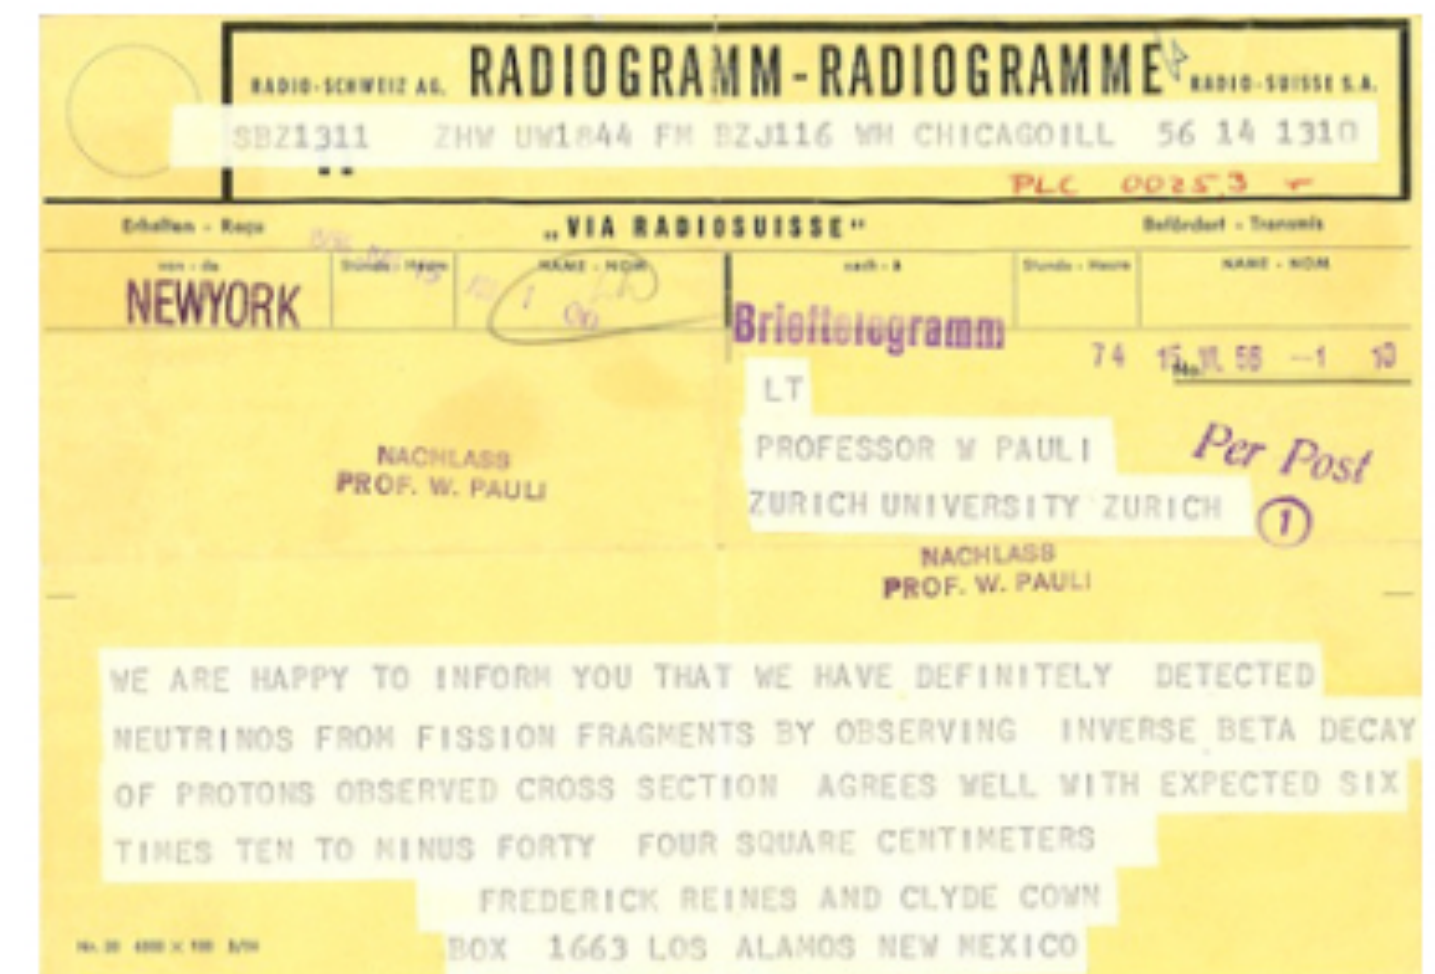 RADIO-SCHWEIZ AG. RADIOGRAMM-RADIOGRAMME RADIO-SUISSE S.A.
SBZ1311 ZHW UW1844 FM BZJ116 WH CHICAGOILL 56 14 1310
PLC 0025,3
Erhalten - Reçu „VIA RADIOSUISSE" Befördert - Transmis
von - de Stunde - Heure NAME - NOM nach - à Stunde - Heure NAME - NOM
NEWYORK
Brieftelegramm
74 15.VI.56 --1 10
LT
PROFESSOR W PAULI
Per Post
NACHLASS
PROF. W. PAULI
ZURICH UNIVERSITY ZURICH
1
NACHLASS
PROF. W. PAULI
WE ARE HAPPY TO INFORM YOU THAT WE HAVE DEFINITELY DETECTED
NEUTRINOS FROM FISSION FRAGMENTS BY OBSERVING INVERSE BETA DECAY
OF PROTONS OBSERVED CROSS SECTION AGREES WELL WITH EXPECTED SIX
TIMES TEN TO MINUS FORTY FOUR SQUARE CENTIMETERS
FREDERICK REINES AND CLYDE COWN
BOX 1663 LOS ALAMOS NEW MEXICO